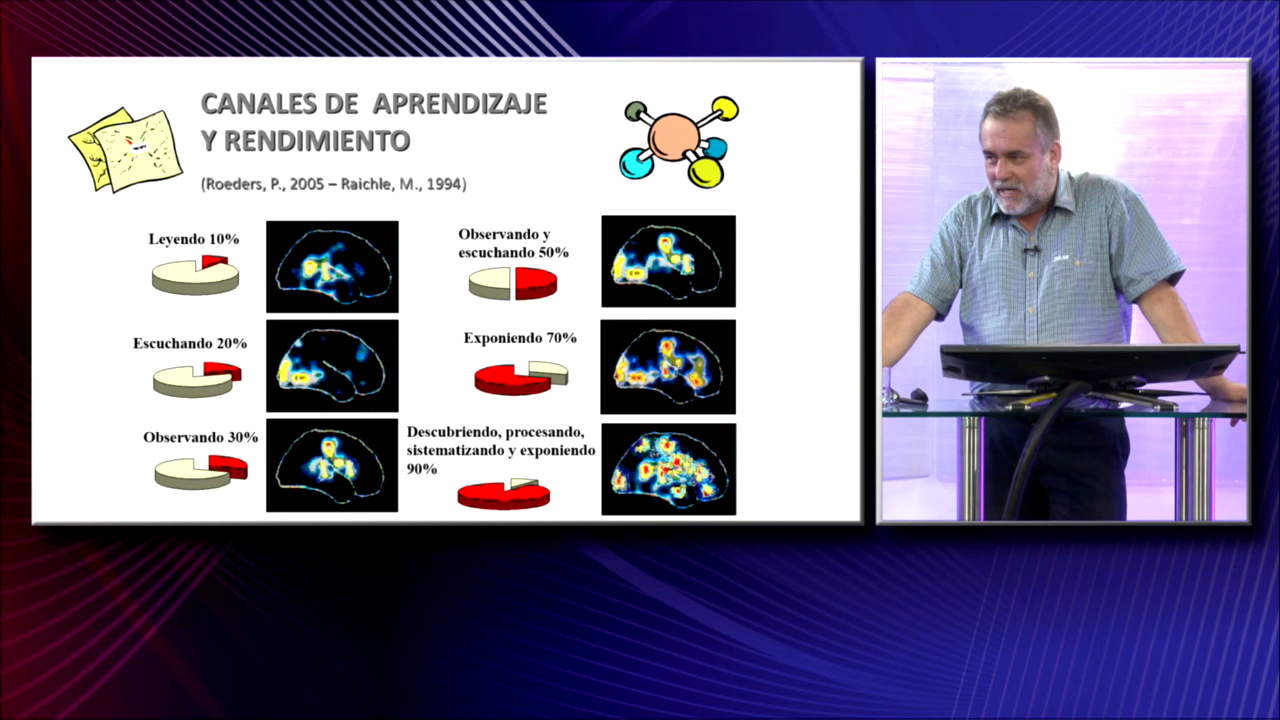 CANALES DE APRENDIZAJE
Y RENDIMIENTO
(Roeders, P., 2005 – Raichle, M., 1994)
Leyendo 10%
Escuchando 20%
Observando 30%
Observando y
escuchando 50%
Exponiendo 70%
Descubriendo, procesando,
sistematizando y exponiendo
90%